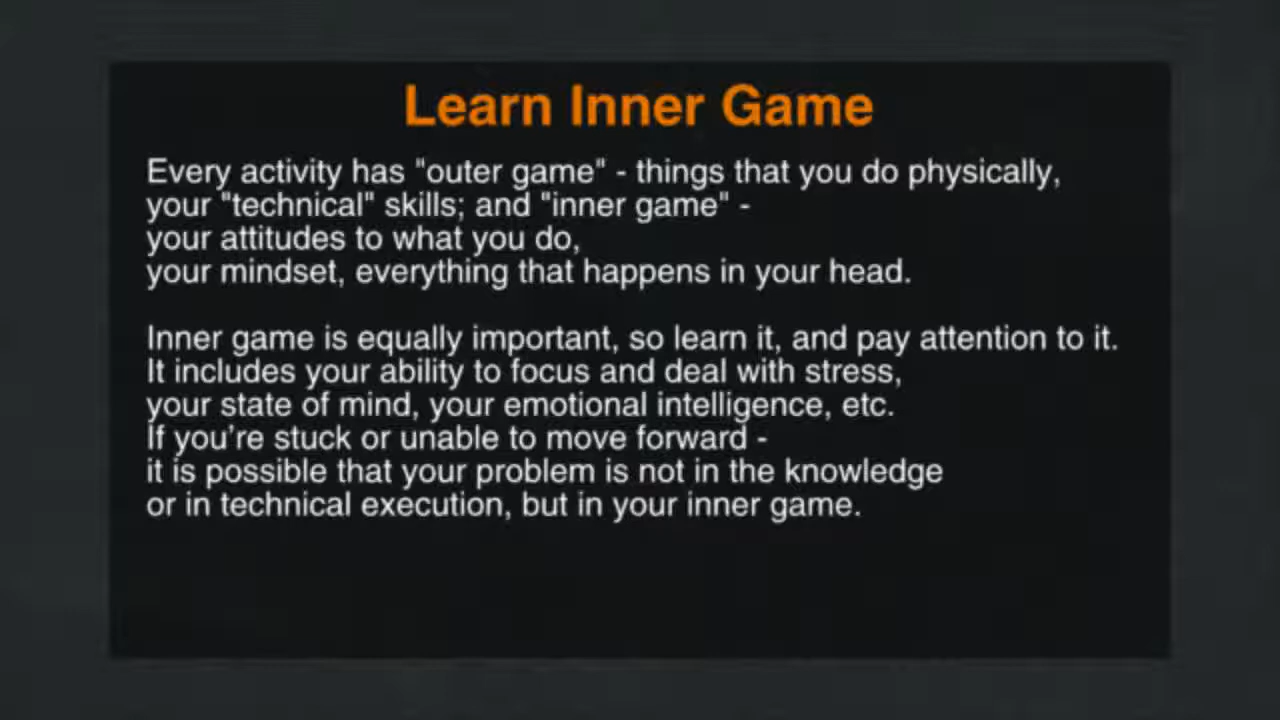 Learn Inner Game
Every activity has "outer game" - things that you do physically,
your "technical" skills; and "inner game" -
your attitudes to what you do,
your mindset, everything that happens in your head.
Inner game is equally important, so learn it, and pay attention to it.
It includes your ability to focus and deal with stress,
your state of mind, your emotional intelligence, etc.
If you’re stuck or unable to move forward -
it is possible that your problem is not in the knowledge
or in technical execution, but in your inner game.